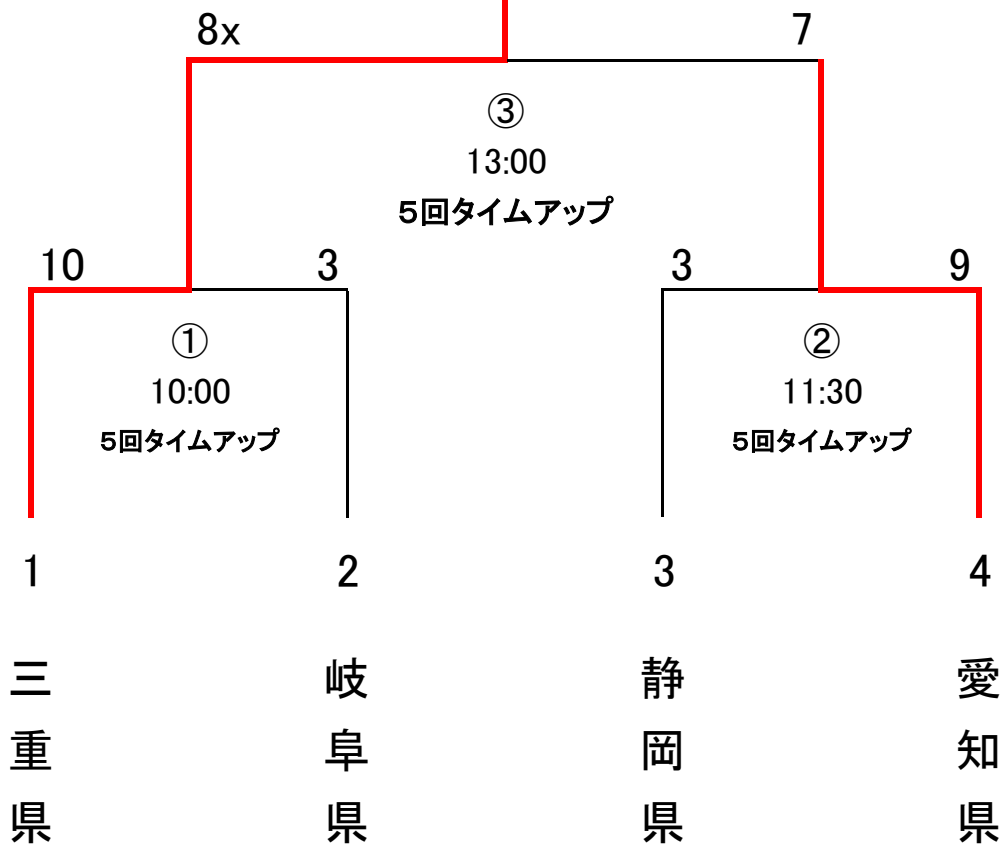 8x 7
③
13:00
5回タイムアップ
10 3 3 9
① ②
10:00 11:30
5回タイムアップ 5回タイムアップ
1 2 3 4
三重県 岐阜県 静岡県 愛知県